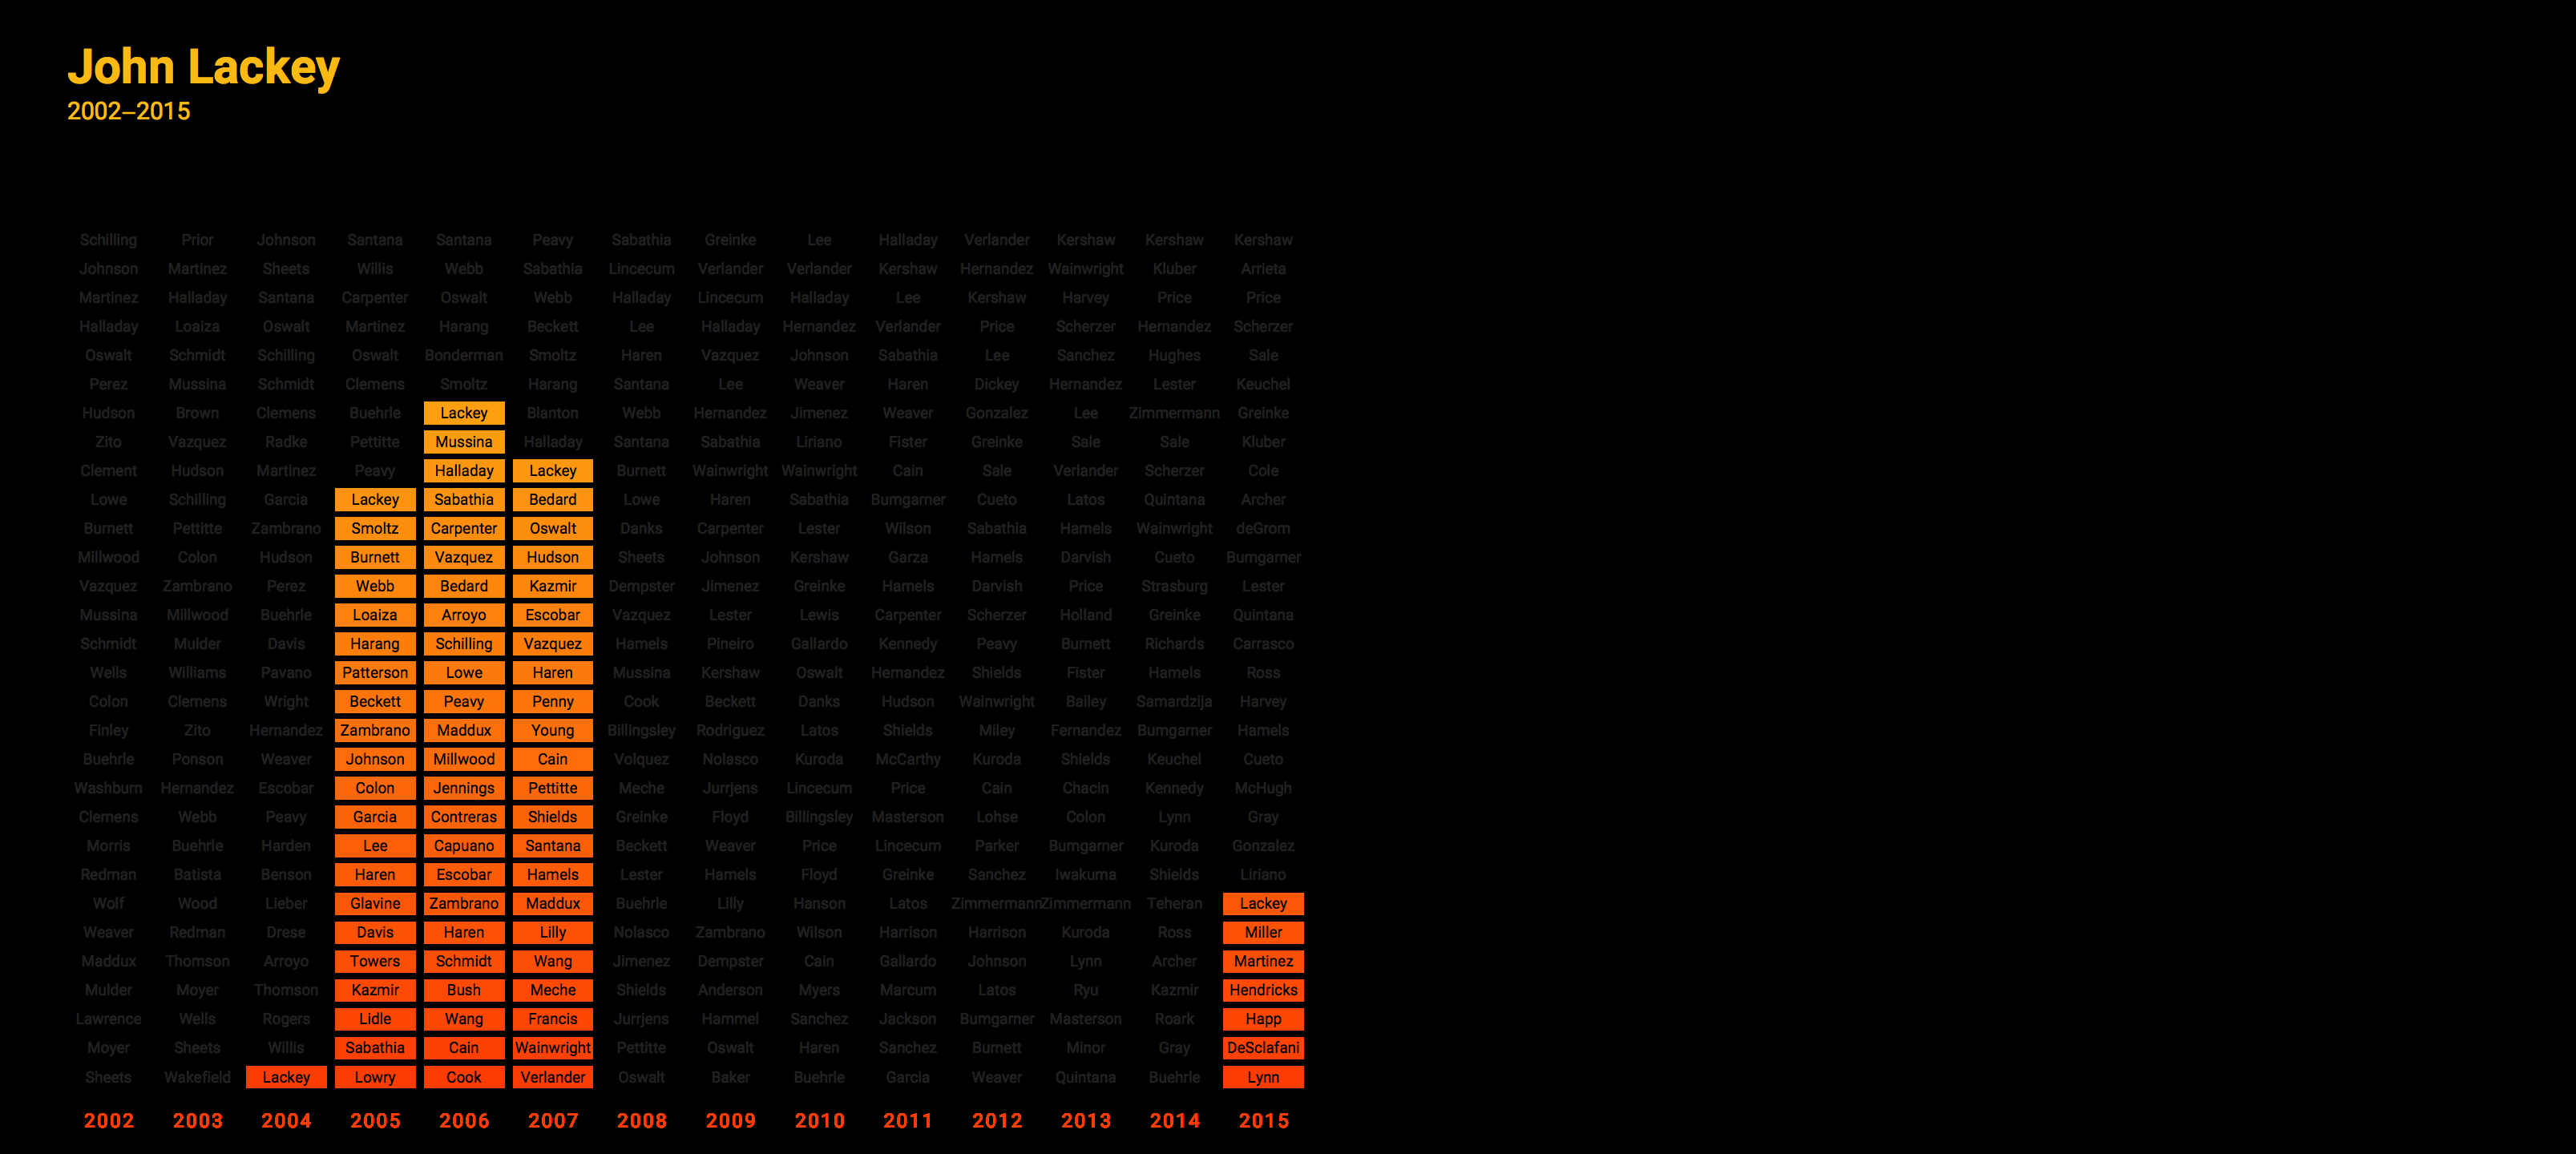 John Lackey
2002–2015
Schilling Prior Johnson Santana Santana Peavy Sabathia Greinke Lee Halladay Verlander Kershaw Kershaw Kershaw
Johnson Martinez Sheets Willis Webb Sabathia Lincecum Verlander Verlander Kershaw Hernandez Wainwright Kluber Arrieta
Martinez Halladay Santana Carpenter Oswalt Webb Halladay Lincecum Halladay Lee Kershaw Harvey Price Price
Halladay Loaiza Oswalt Martinez Harang Beckett Lee Halladay Hernandez Verlander Price Scherzer Hernandez Scherzer
Oswalt Schmidt Schilling Oswalt Bonderman Smoltz Haren Vazquez Johnson Sabathia Lee Sanchez Hughes Sale
Perez Mussina Schmidt Clemens Smoltz Harang Santana Lee Weaver Haren Dickey Hernandez Lester Keuchel
Hudson Brown Clemens Buehrle Lackey Blanton Webb Hernandez Jimenez Weaver Gonzalez Lee Zimmermann Greinke
Zito Vazquez Radke Pettitte Mussina Halladay Santana Sabathia Liriano Fister Greinke Sale Sale Kluber
Clement Hudson Martinez Peavy Halladay Lackey Burnett Wainwright Wainwright Cain Sale Verlander Scherzer Cole
Lowe Schilling Garcia Lackey Sabathia Bedard Lowe Haren Sabathia Bumgarner Cueto Latos Quintana Archer
Burnett Pettitte Zambrano Smoltz Carpenter Oswalt Danks Carpenter Lester Wilson Sabathia Hamels Wainwright deGrom
Millwood Colon Hudson Burnett Vazquez Hudson Sheets Johnson Kershaw Garza Hamels Darvish Cueto Bumgarner
Vazquez Zambrano Perez Webb Bedard Kazmir Dempster Jimenez Greinke Hamels Darvish Price Strasburg Lester
Mussina Millwood Buehrle Loaiza Arroyo Escobar Vazquez Lester Lewis Carpenter Scherzer Holland Greinke Quintana
Schmidt Mulder Davis Harang Schilling Vazquez Hamels Pineiro Gallardo Kennedy Peavy Burnett Richards Carrasco
Wells Williams Pavano Patterson Lowe Haren Mussina Kershaw Oswalt Hernandez Shields Fister Hamels Ross
Colon Clemens Wright Beckett Peavy Penny Cook Beckett Danks Hudson Wainwright Bailey Samardzija Harvey
Finley Zito Hernandez Zambrano Maddux Young Billingsley Rodriguez Latos Shields Miley Fernandez Bumgarner Hamels
Buehrle Ponson Weaver Johnson Millwood Cain Volquez Nolasco Kuroda McCarthy Kuroda Shields Keuchel Cueto
Washburn Hernandez Escobar Colon Jennings Pettitte Meche Jurrjens Lincecum Price Cain Chacin Kennedy McHugh
Clemens Webb Peavy Garcia Contreras Shields Greinke Floyd Billingsley Masterson Lohse Colon Lynn Gray
Morris Buehrle Harden Lee Capuano Santana Beckett Weaver Price Lincecum Parker Bumgarner Kuroda Gonzalez
Redman Batista Benson Haren Escobar Hamels Lester Hamels Floyd Greinke Sanchez Iwakuma Shields Liriano
Wolf Wood Lieber Glavine Zambrano Maddux Buehrle Lilly Hanson Latos Zimmermann Zimmermann Teheran Lackey
Weaver Redman Drese Davis Haren Lilly Nolasco Zambrano Wilson Harrison Harrison Kuroda Ross Miller
Maddux Thomson Arroyo Towers Schmidt Wang Jimenez Dempster Cain Gallardo Johnson Lynn Archer Martinez
Mulder Moyer Thomson Kazmir Bush Meche Shields Anderson Myers Marcum Latos Ryu Kazmir Hendricks
Lawrence Wells Rogers Lidle Wang Francis Jurrjens Hammel Sanchez Jackson Bumgarner Masterson Roark Happ
Moyer Sheets Willis Sabathia Cain Wainwright Pettitte Oswalt Haren Sanchez Burnett Minor Gray DeSclafani
Sheets Wakefield Lackey Lowry Cook Verlander Oswalt Baker Buehrle Garcia Weaver Quintana Buehrle Lynn
2002 2003 2004 2005 2006 2007 2008 2009 2010 2011 2012 2013 2014 2015